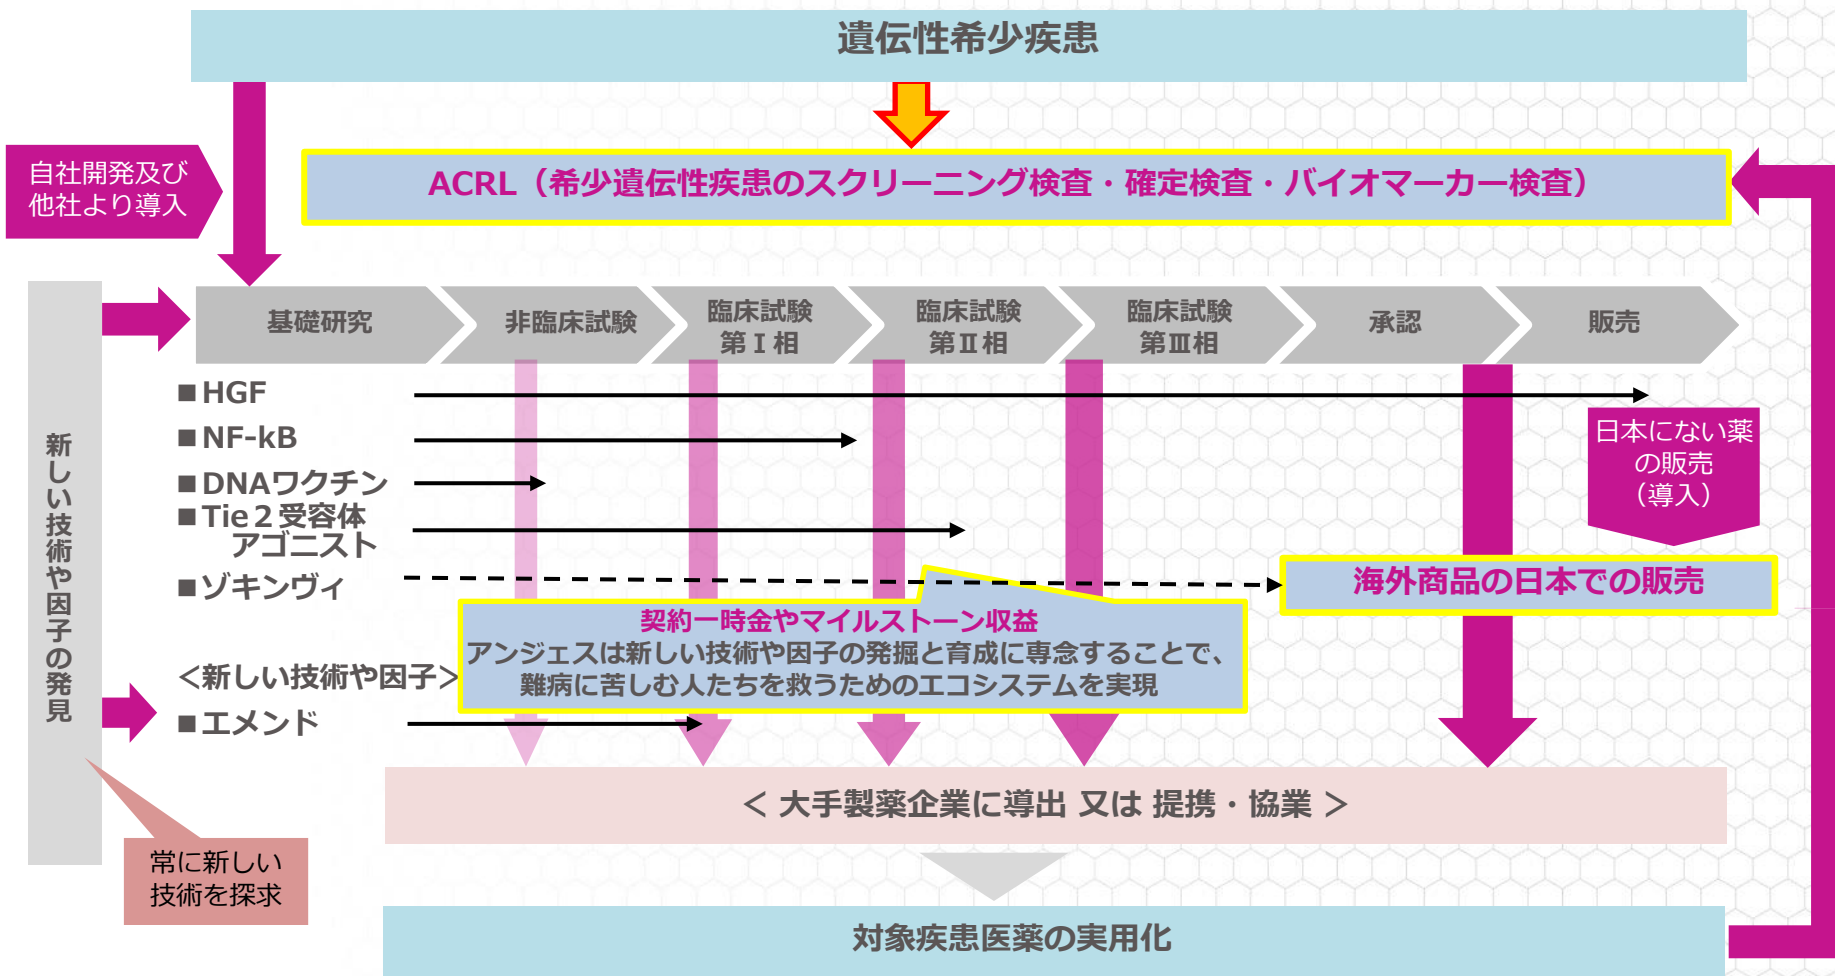 遺伝性希少疾患
自社開発及び
他社より導入
ACRL（希少遺伝性疾患のスクリーニング検査・確定検査・バイオマーカー検査）
基礎研究
非臨床試験
臨床試験
第Ⅰ相
臨床試験
第Ⅱ相
臨床試験
第Ⅲ相
承認
販売
新しい技術や因子の発見
■HGF
■NF-kB
■DNAワクチン
■Tie２受容体
アゴニスト
■ゾキンヴィ
日本にない薬
の販売
（導入）
海外商品の日本での販売
契約一時金やマイルストーン収益
アンジェスは新しい技術や因子の発掘と育成に専念することで、
難病に苦しむ人たちを救うためのエコシステムを実現
＜新しい技術や因子＞
■エメンド
＜ 大手製薬企業に導出 又は 提携・協業 ＞
常に新しい
技術を探求
対象疾患医薬の実用化